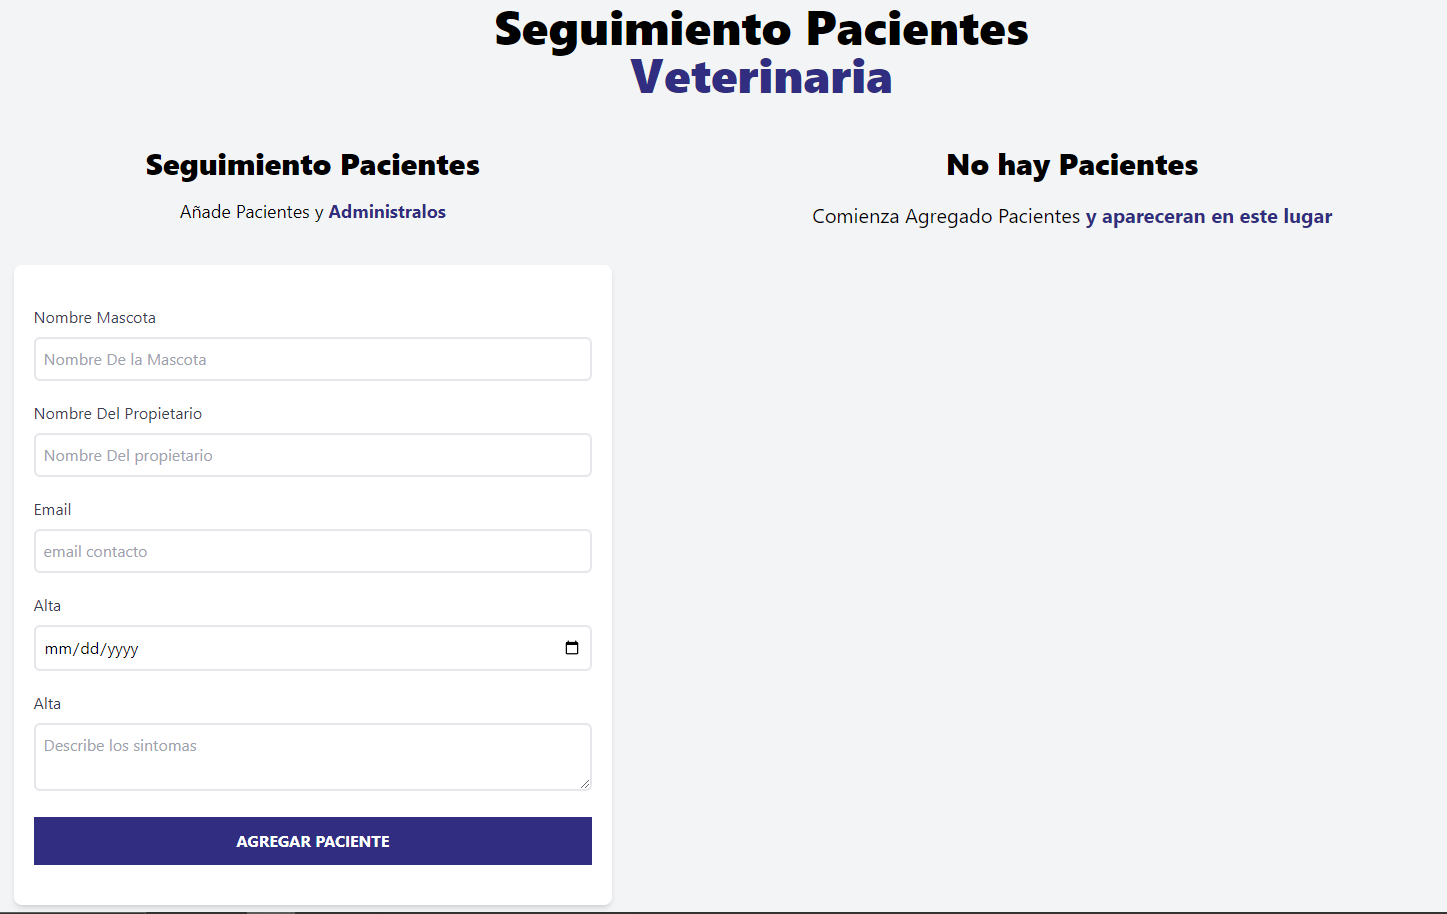 Seguimiento Pacientes
Veterinaria
Seguimiento Pacientes
Añade Pacientes y Administralos
Nombre Mascota
Nombre De la Mascota
Nombre Del Propietario
Nombre Del propietario
Email
email contacto
Alta
mm/dd/yyyy
Alta
Describe los sintomas
AGREGAR PACIENTE
No hay Pacientes
Comienza Agregado Pacientes y apareceran en este lugar